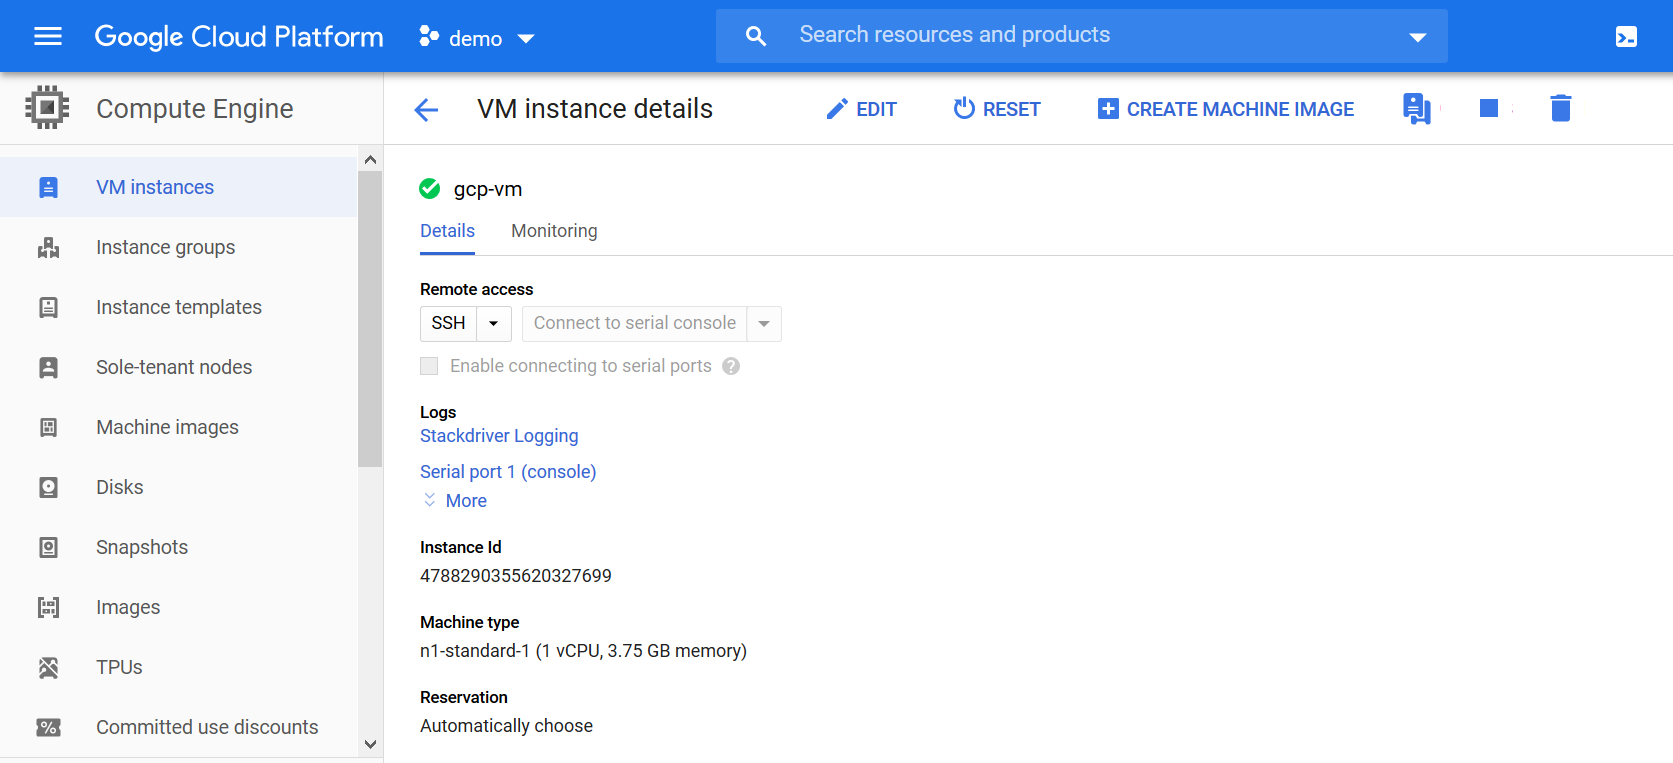 Google Cloud Platform
demo
Search resources and products
Compute Engine
VM instance details
EDIT
RESET
CREATE MACHINE IMAGE
VM instances
Instance groups
Instance templates
Sole-tenant nodes
Machine images
Disks
Snapshots
Images
TPUs
Committed use discounts
gcp-vm
Details
Monitoring
Remote access
SSH
Connect to serial console
Enable connecting to serial ports
Logs
Stackdriver Logging
Serial port 1 (console)
More
Instance Id
4788290355620327699
Machine type
n1-standard-1 (1 vCPU, 3.75 GB memory)
Reservation
Automatically choose